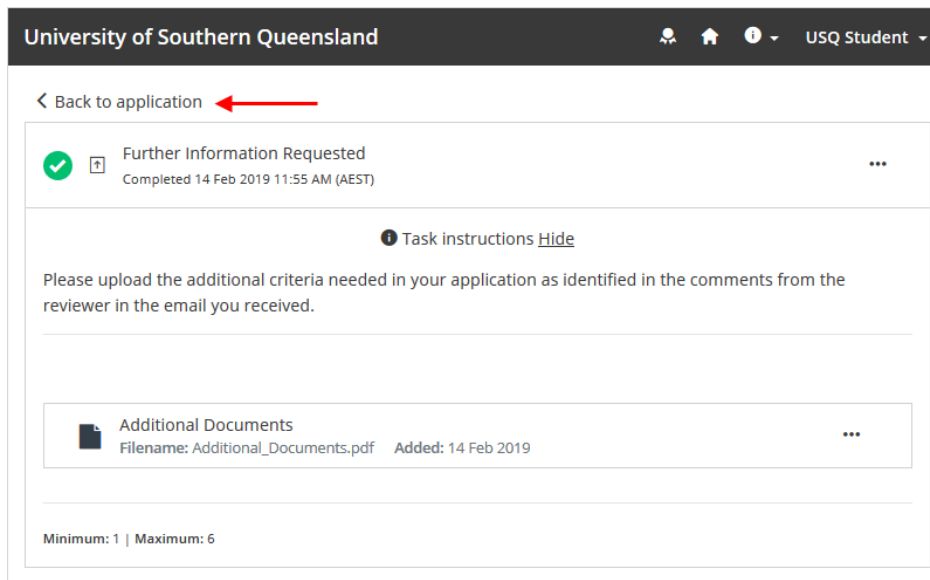 University of Southern Queensland USQ Student
Back to application
Further Information Requested
Completed 14 Feb 2019 11:55 AM (AEST)
Task instructions Hide
Please upload the additional criteria needed in your application as identified in the comments from the
reviewer in the email you received.
Additional Documents
Filename: Additional_Documents.pdf Added: 14 Feb 2019
Minimum: 1 | Maximum: 6